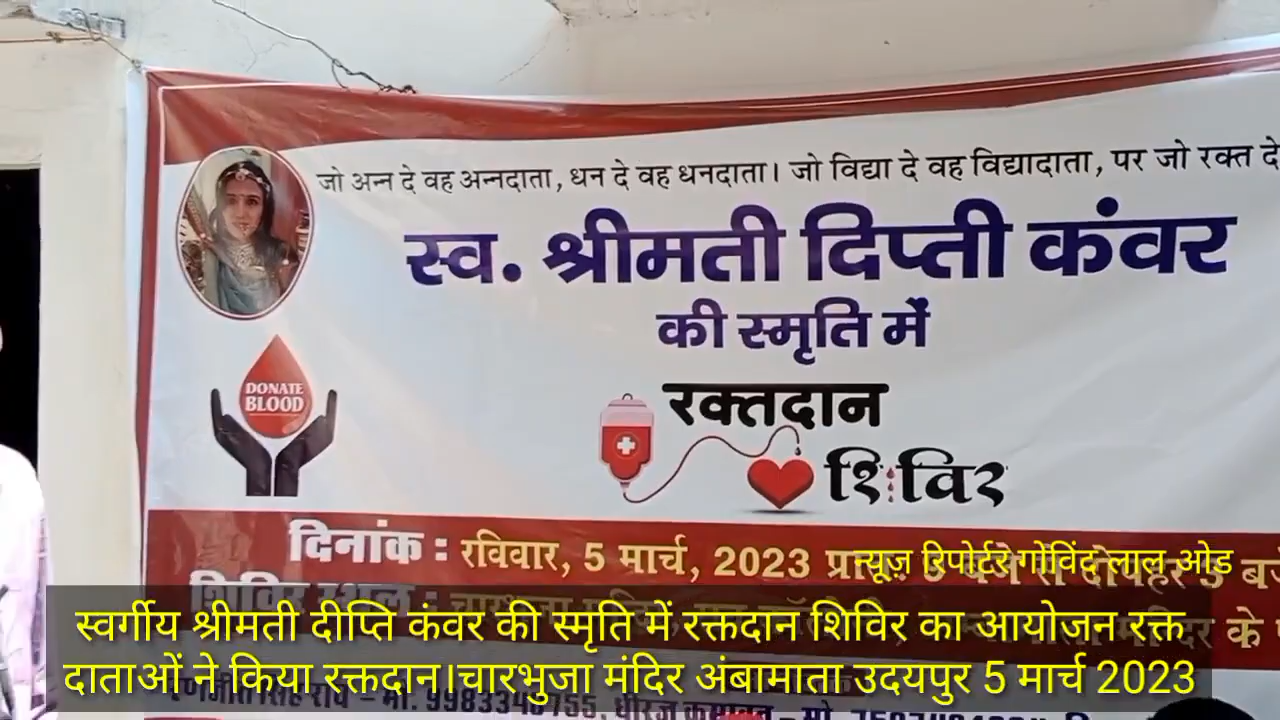 जो अन्न दे वह अन्नदाता, धन दे वह धनदाता। जो विद्या दे वह विद्यादाता, पर जो रक्त दे
स्व. श्रीमती दिप्ती कंवर
की स्मृति में
DONATE
BLOOD
रक्तदान
शिविर
दिनांक : रविवार, 5 मार्च, 2023
न्यूज़ रिपोर्टर गोविंद लाल ओड
शिविर स्थल :
स्वर्गीय श्रीमती दीप्ति कंवर की स्मृति में रक्तदान शिविर का आयोजन रक्त
दाताओं ने किया रक्तदान।चारभुजा मंदिर अंबामाता उदयपुर 5 मार्च 2023